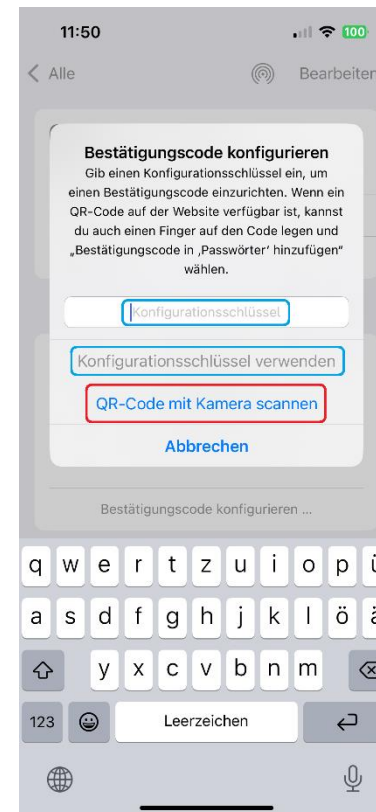 11:50
100
Alle
Bearbeiten
Bestätigungscode konfigurieren
Gib einen Konfigurationsschlüssel ein, um
einen Bestätigungscode einzurichten. Wenn ein
QR-Code auf der Website verfügbar ist, kannst
du auch einen Finger auf den Code legen und
„Bestätigungscode in ‚Passwörter‘ hinzufügen“
wählen.
Konfigurationsschlüssel
Konfigurationsschlüssel verwenden
QR-Code mit Kamera scannen
Abbrechen
Bestätigungscode konfigurieren ...
q w e r t z u i o p ü
a s d f g h j k l ö ä
y x c v b n m
123 Leerzeichen